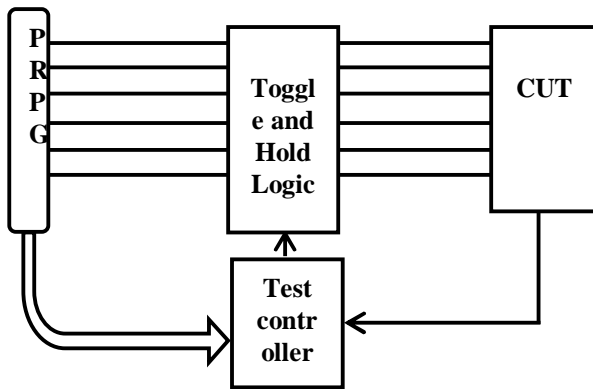 P
R
P
G
Toggl
e and
Hold
Logic
CUT
Test
contr
oller